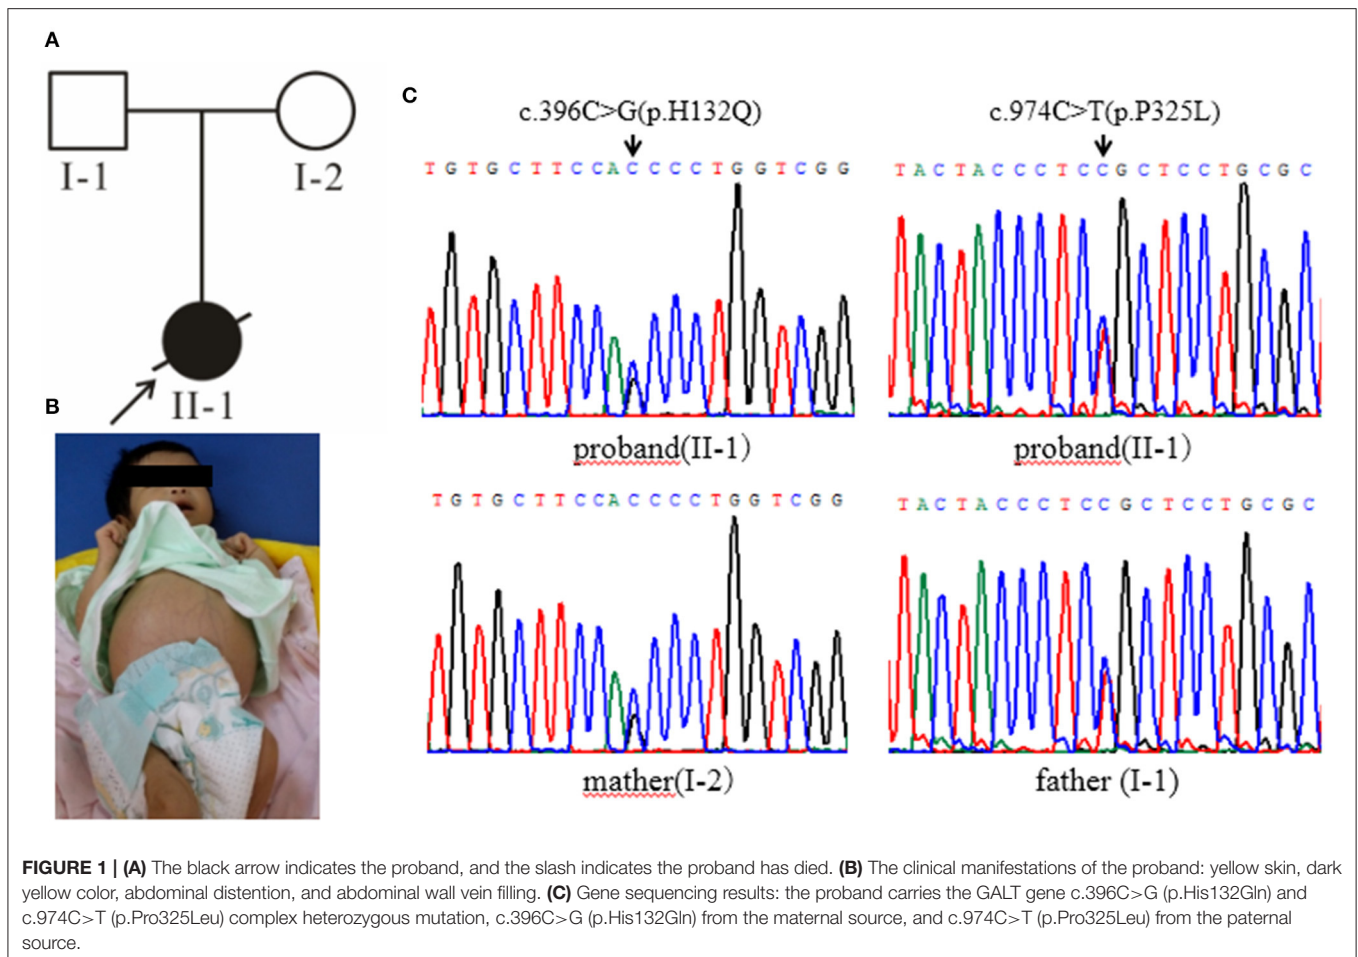 A
I-1
I-2
II-1
B
C
c.396C>G(p.H132Q)
TGTGCTTCCACCCCTGGTCGG
proband(II-1)
c.974C>T(p.P325L)
TACTACCCTCCGCTCCTGCGC
proband(II-1)
TGTGCTTCCACCCCTGGTCGG
mather(I-2)
TACTACCCTCCGCTCCTGCGC
father (I-1)
FIGURE 1 | (A) The black arrow indicates the proband, and the slash indicates the proband has died. (B) The clinical manifestations of the proband: yellow skin, dark
yellow color, abdominal distention, and abdominal wall vein filling. (C) Gene sequencing results: the proband carries the GALT gene c.396C>G (p.His132Gln) and
c.974C>T (p.Pro325Leu) complex heterozygous mutation, c.396C>G (p.His132Gln) from the maternal source, and c.974C>T (p.Pro325Leu) from the paternal
source.